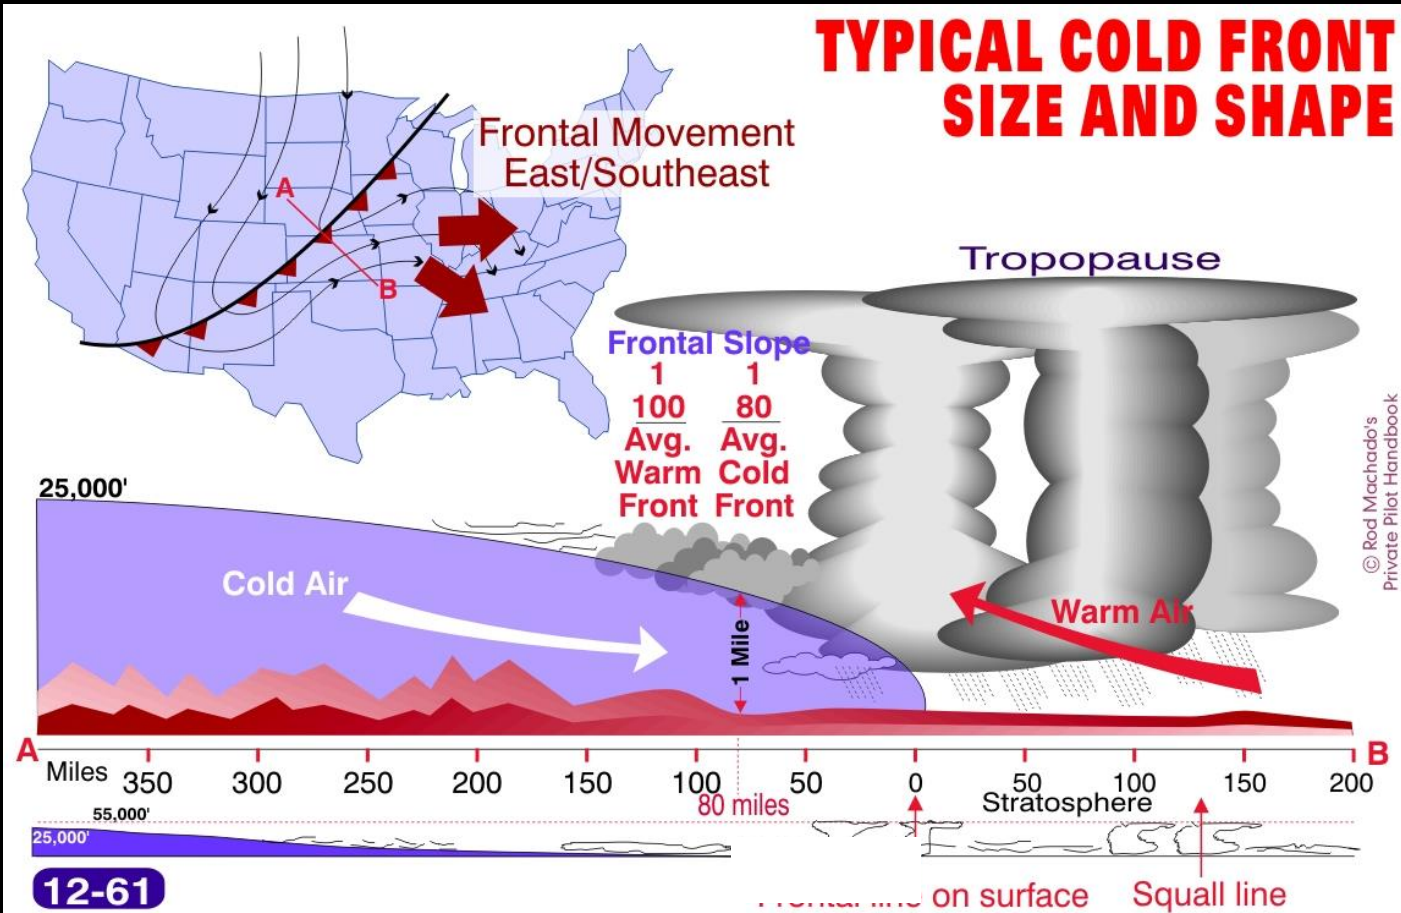 TYPICAL COLD FRONT
SIZE AND SHAPE
Frontal Movement
East/Southeast
A
B
Tropopause
Frontal Slope
1 1
100 80
Avg. Avg.
Warm Cold
Front Front
© Rod Machado's
Private Pilot Handbook
25,000'
Cold Air
Warm Air
1 Mile
A B
Miles 350 300 250 200 150 100 50 0 50 100 150 200
80 miles
Stratosphere
55,000'
25,000'
12-61
on surface
Squall line